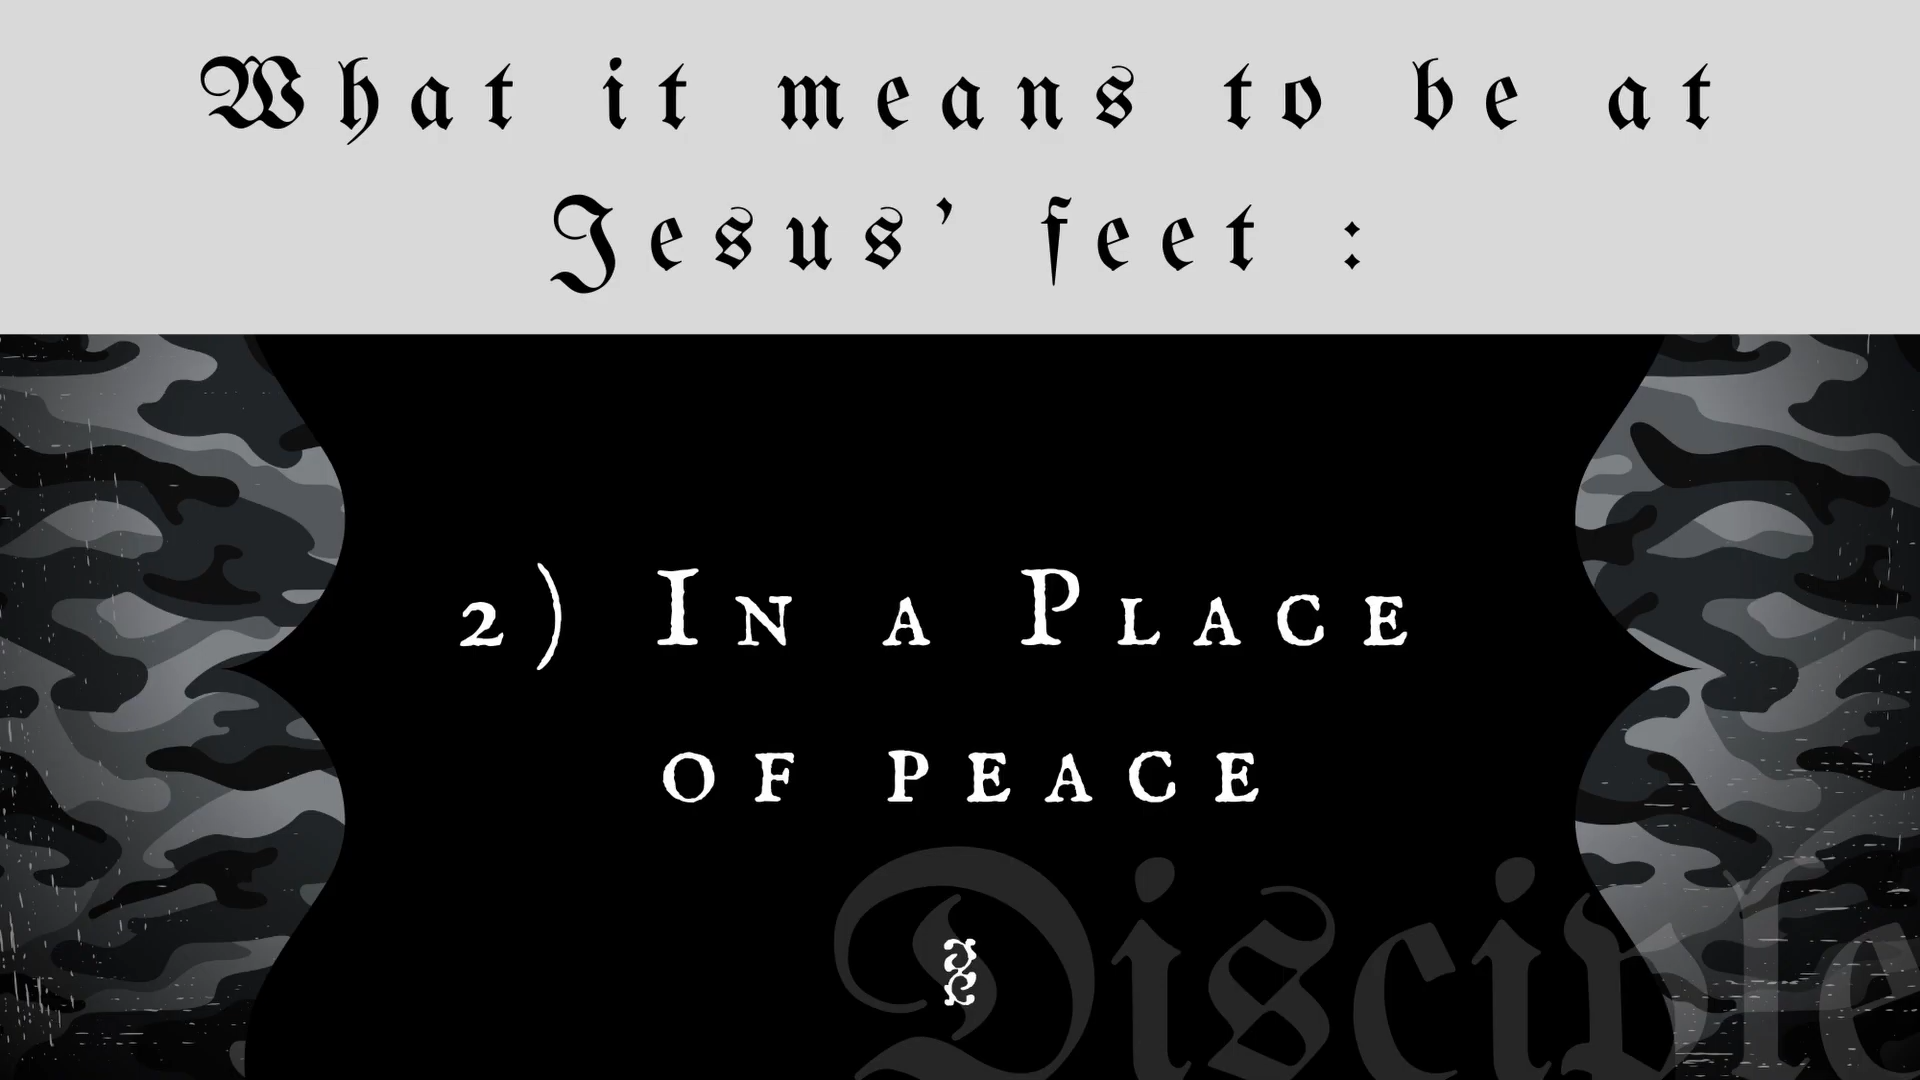 What it means to be at
Jesus' feet :
2) In a Place
of peace
Disciple